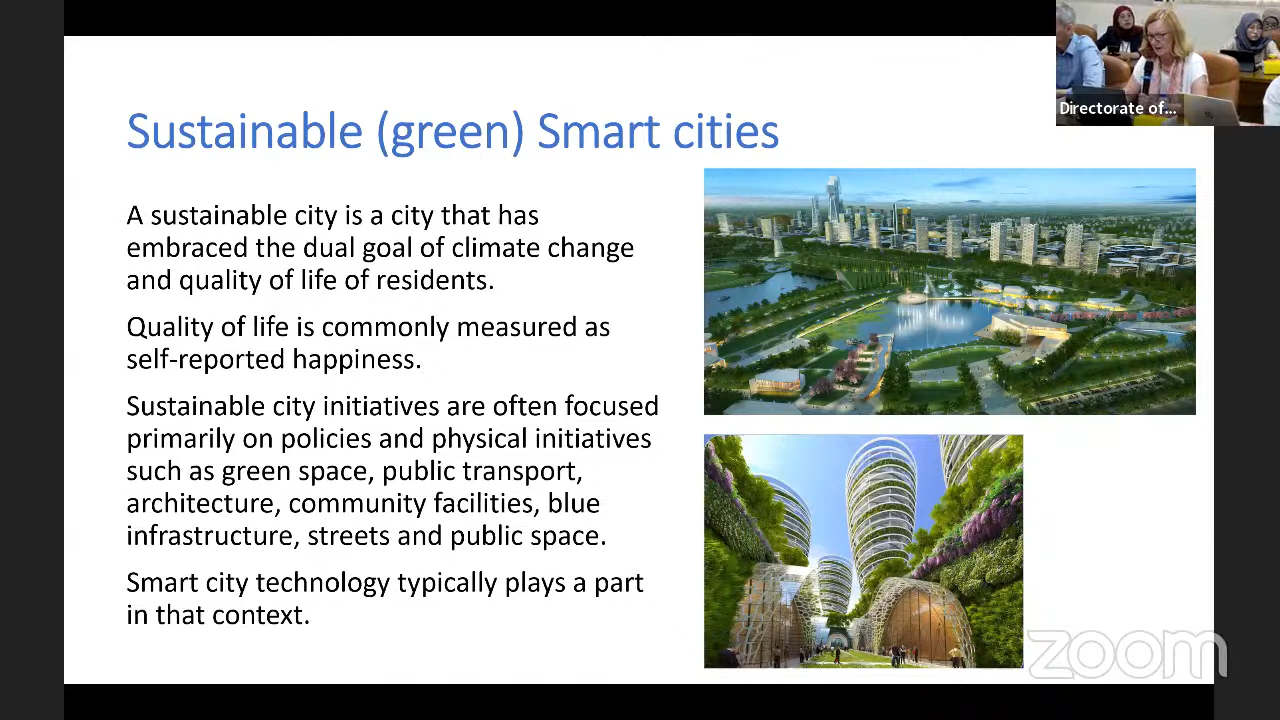 Directorate of...
Sustainable (green) Smart cities
A sustainable city is a city that has
embraced the dual goal of climate change
and quality of life of residents.
Quality of life is commonly measured as
self-reported happiness.
Sustainable city initiatives are often focused
primarily on policies and physical initiatives
such as green space, public transport,
architecture, community facilities, blue
infrastructure, streets and public space.
Smart city technology typically plays a part
in that context.
zoom